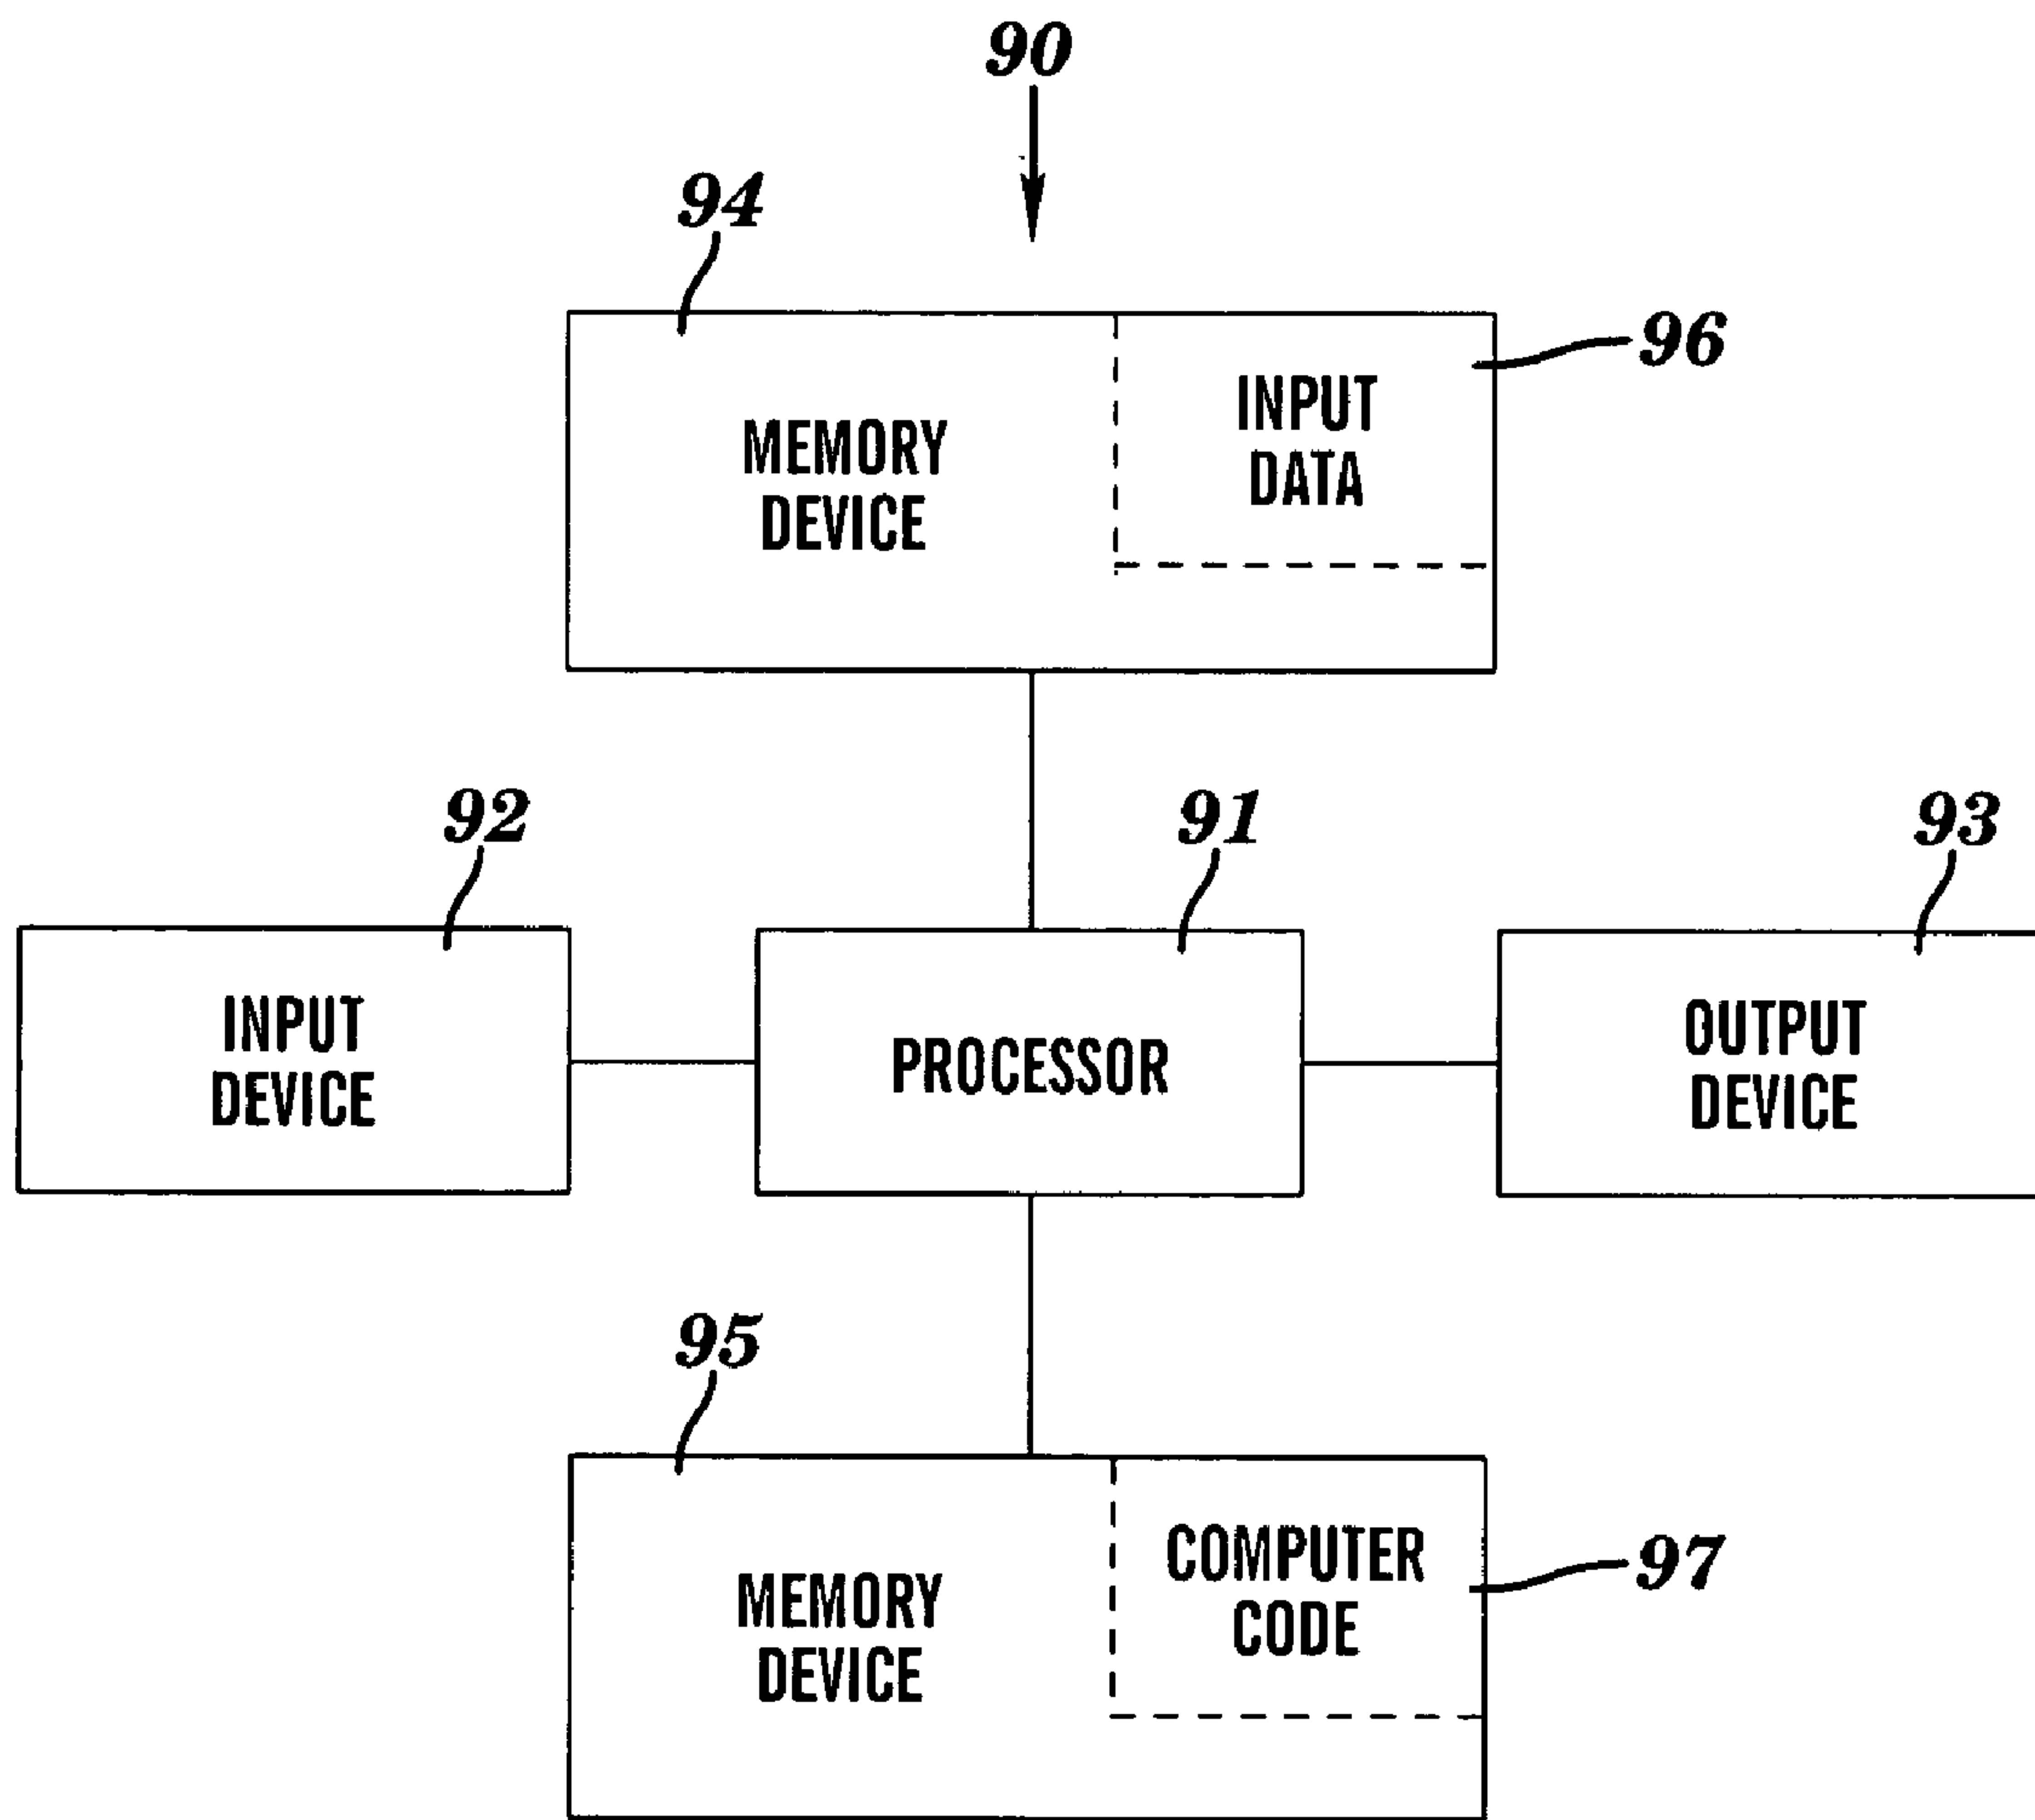 90
94
96
MEMORY
DEVICE
INPUT
DATA
92
91
93
INPUT
DEVICE
PROCESSOR
OUTPUT
DEVICE
95
97
MEMORY
DEVICE
COMPUTER
CODE